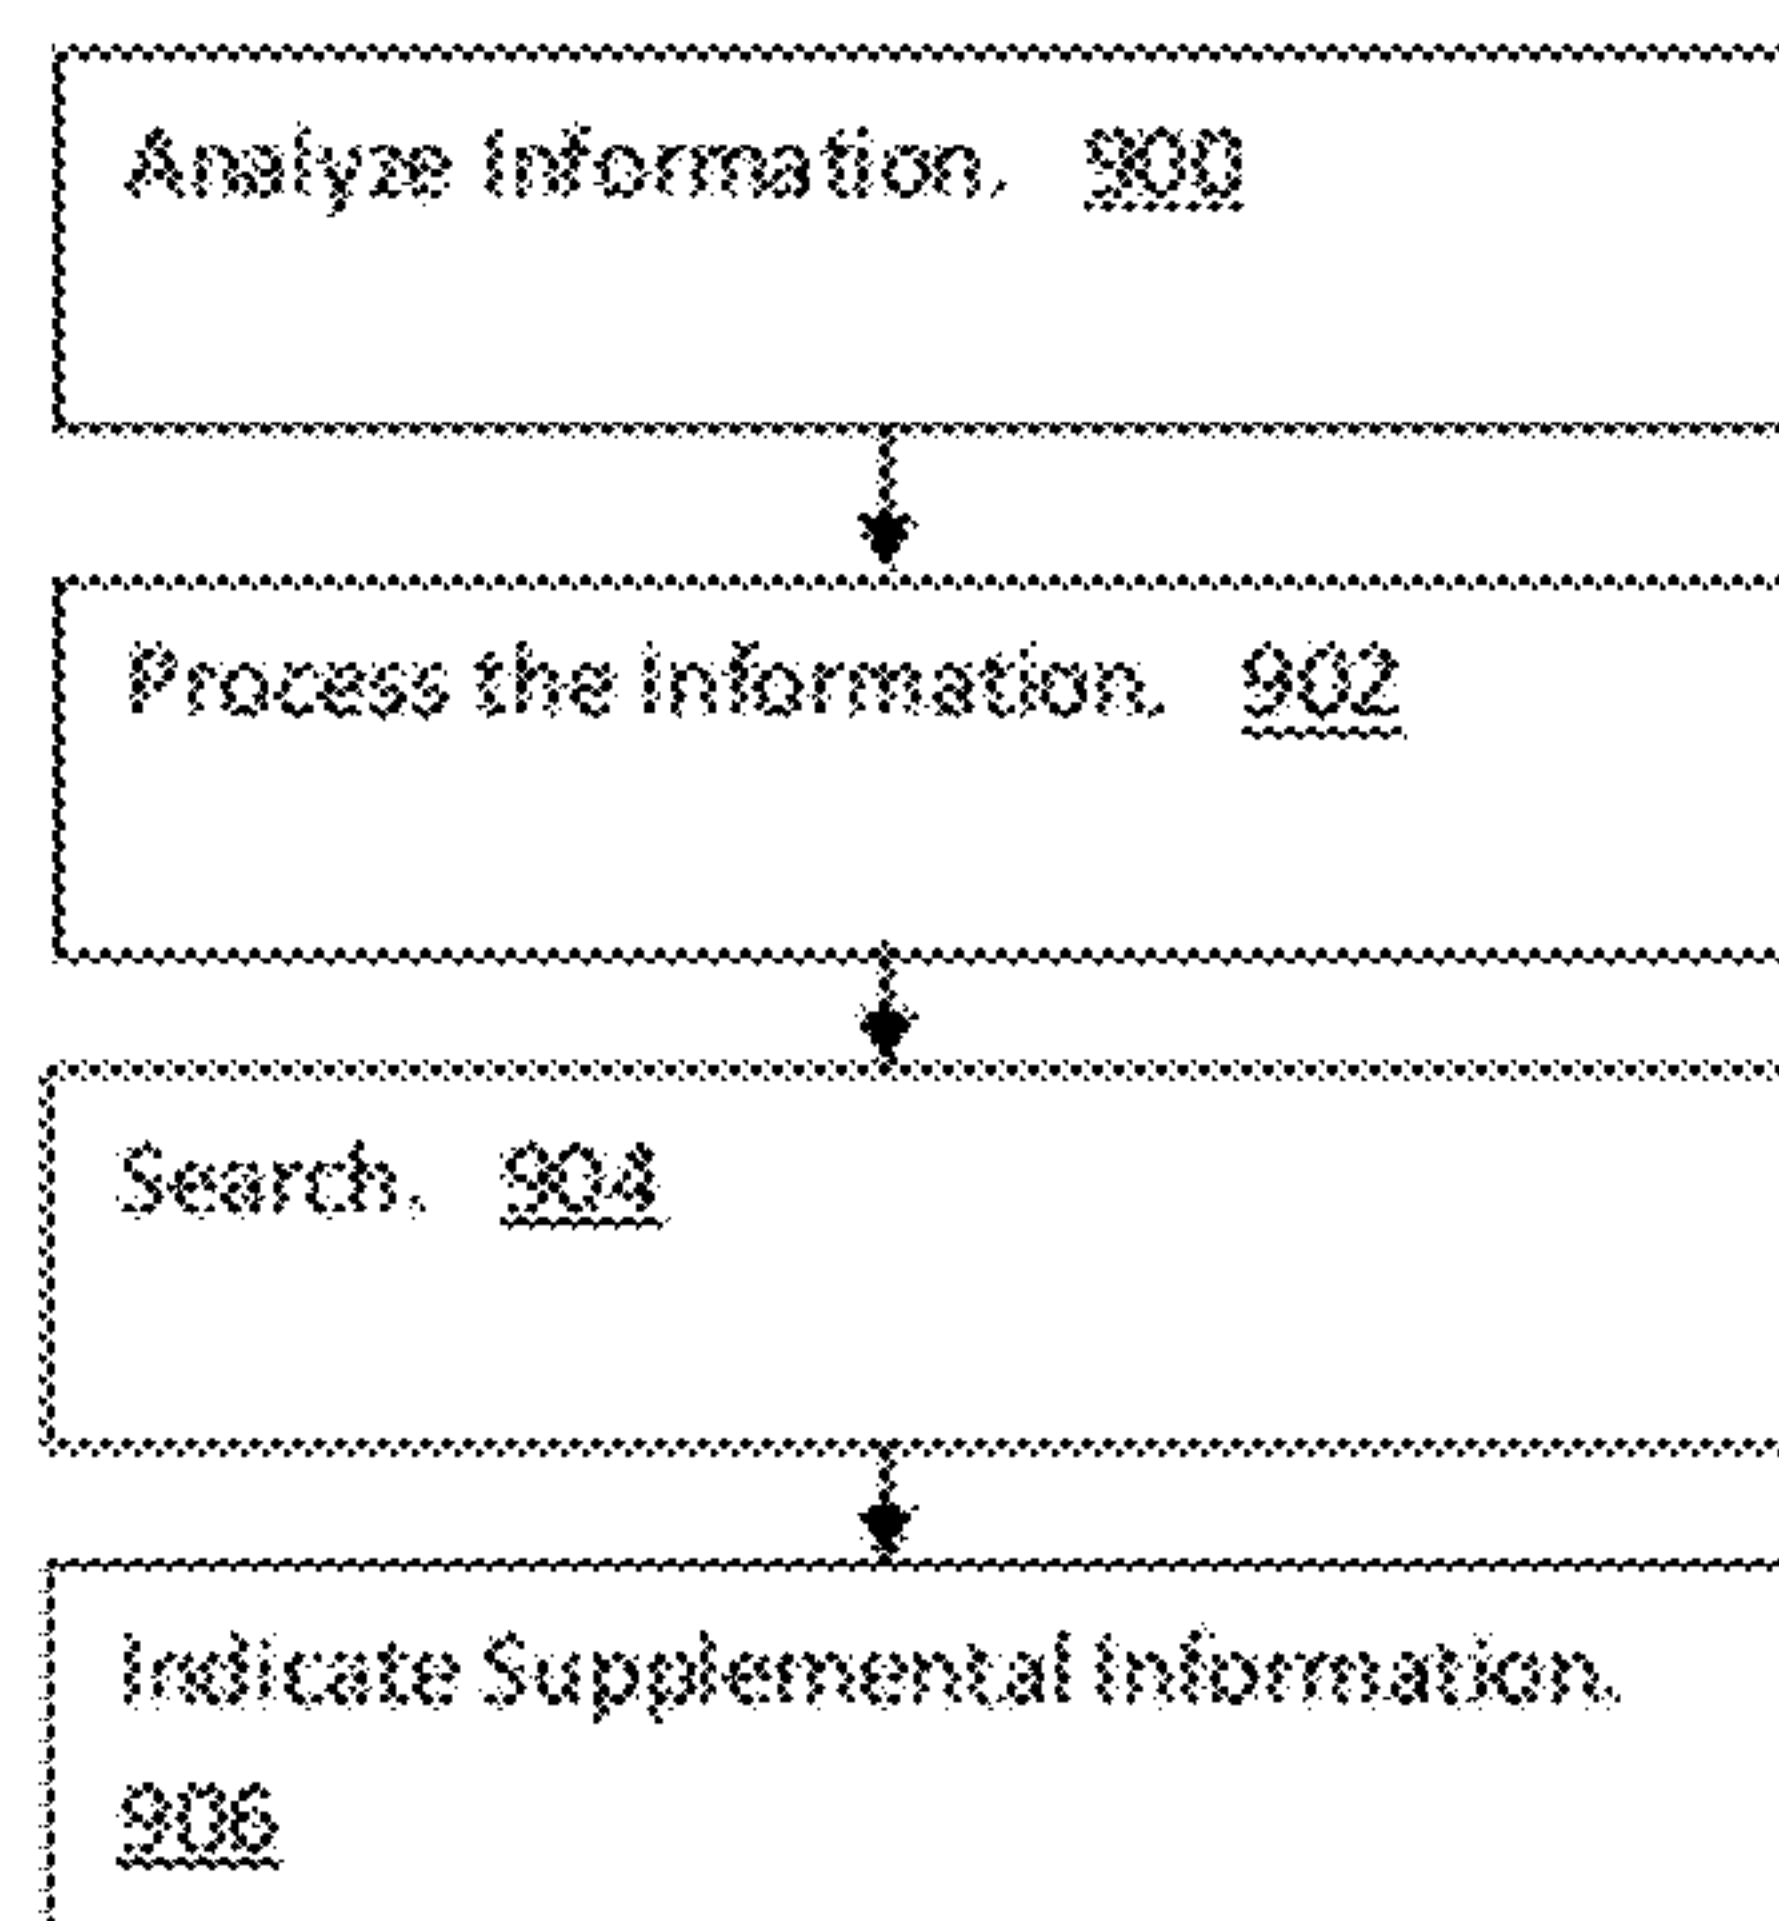 Analyze Information, 900
Process the Information, 902
Search, 904
Indicate Supplemental Information,
906